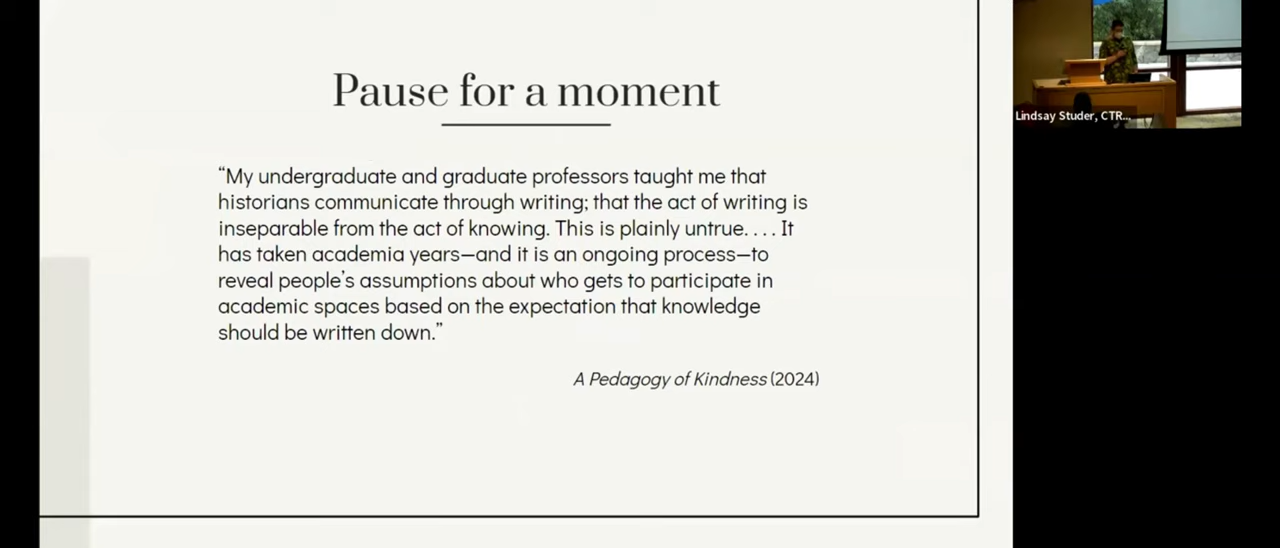 Pause for a moment
“My undergraduate and graduate professors taught me that
historians communicate through writing; that the act of writing is
inseparable from the act of knowing. This is plainly untrue. . . . It
has taken academia years—and it is an ongoing process—to
reveal people’s assumptions about who gets to participate in
academic spaces based on the expectation that knowledge
should be written down.”
A Pedagogy of Kindness (2024)
Lindsay Studer, CTR...